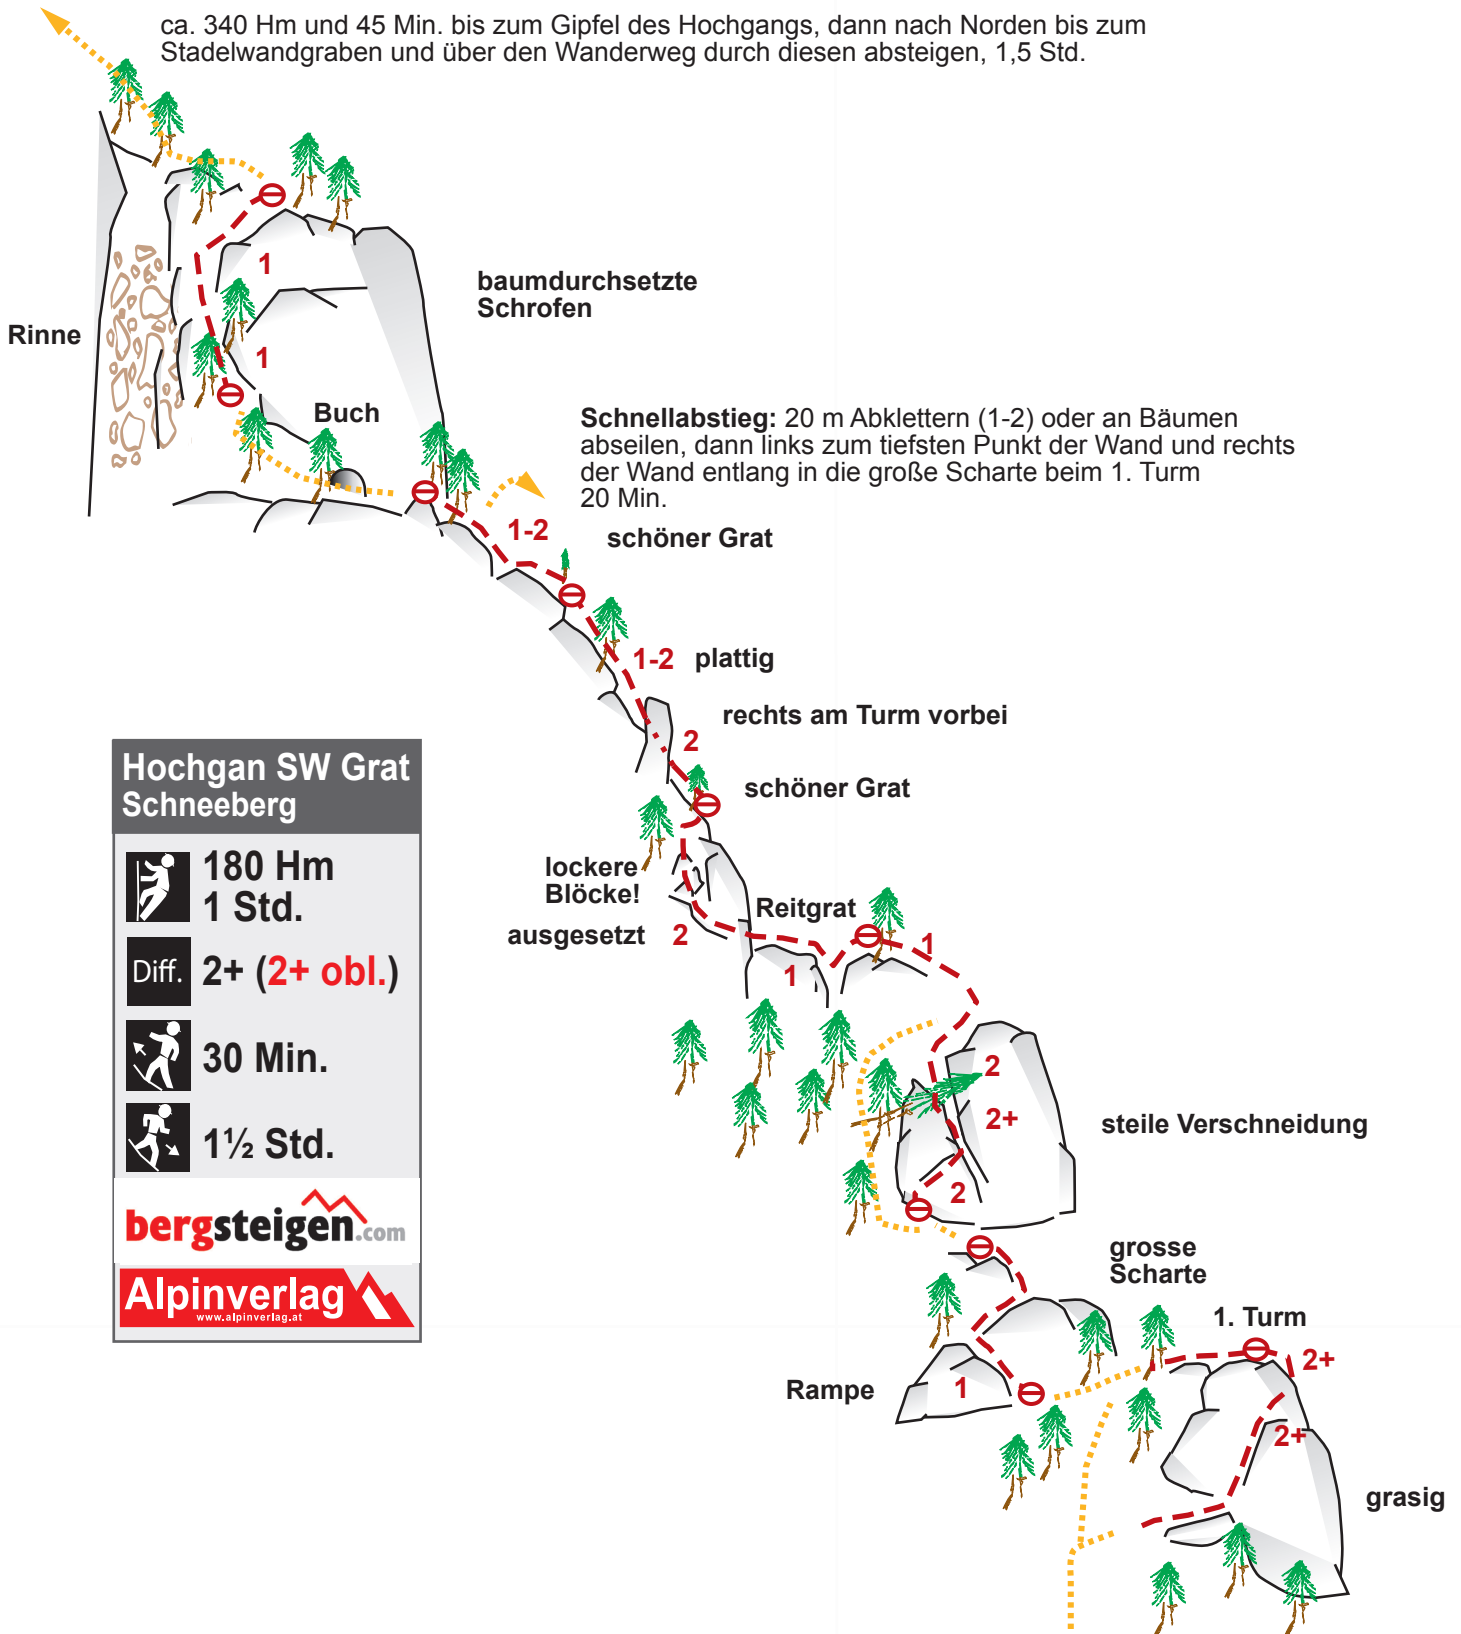 ca. 340 Hm und 45 Min. bis zum Gipfel des Hochgangs, dann nach Norden bis zum
Stadelwandgraben und über den Wanderweg durch diesen absteigen, 1,5 Std.
1
baumdurchsetzte
Schrofen
Rinne
1
Buch
Schnellabstieg: 20 m Abklettern (1-2) oder an Bäumen
abseilen, dann links zum tiefsten Punkt der Wand und rechts
der Wand entlang in die große Scharte beim 1. Turm
20 Min.
1-2
schöner Grat
1-2 plattig
rechts am Turm vorbei
2
schöner Grat
Hochgan SW Grat
Schneeberg
180 Hm
1 Std.
Diff. 2+ (2+ obl.)
30 Min.
1½ Std.
bergsteigen.com
Alpinverlag
www.alpinverlag.at
lockere
Blöcke!
Reitgrat
ausgesetzt 2
1
1
2
2+
steile Verschneidung
2
grosse
Scharte
1. Turm
2+
Rampe
1
2+
grasig